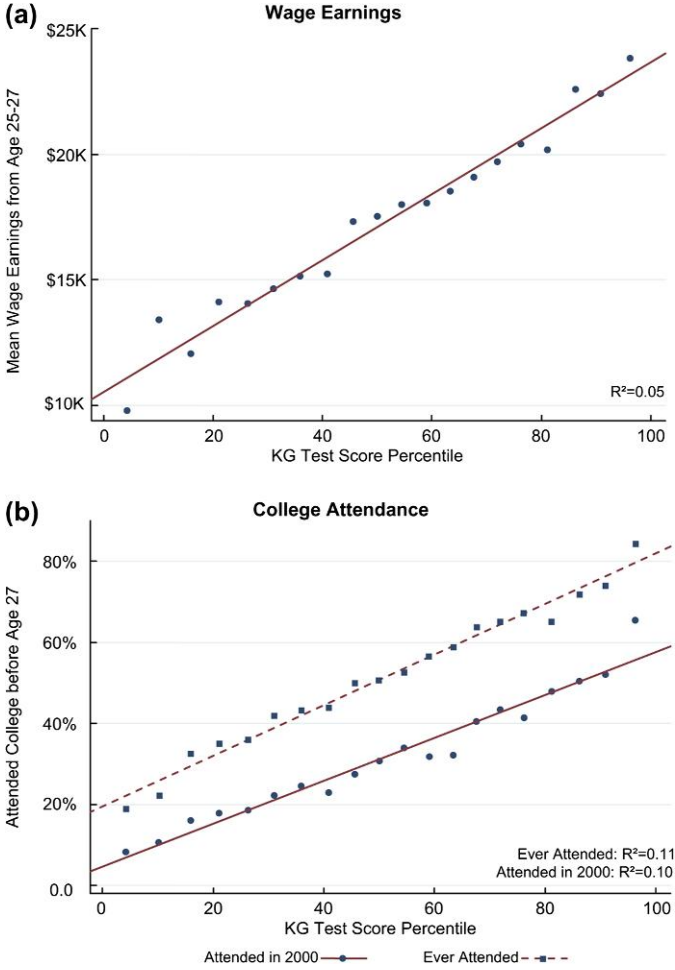 (a)
Wage Earnings
Mean Wage Earnings from Age 25-27
$25K
$20K
$15K
$10K
R²=0.05
0 20 40 60 80 100
KG Test Score Percentile
(b)
College Attendance
Attended College before Age 27
80%
60%
40%
20%
0.0
Ever Attended: R²=0.11
Attended in 2000: R²=0.10
0 20 40 60 80 100
KG Test Score Percentile
Attended in 2000 Ever Attended